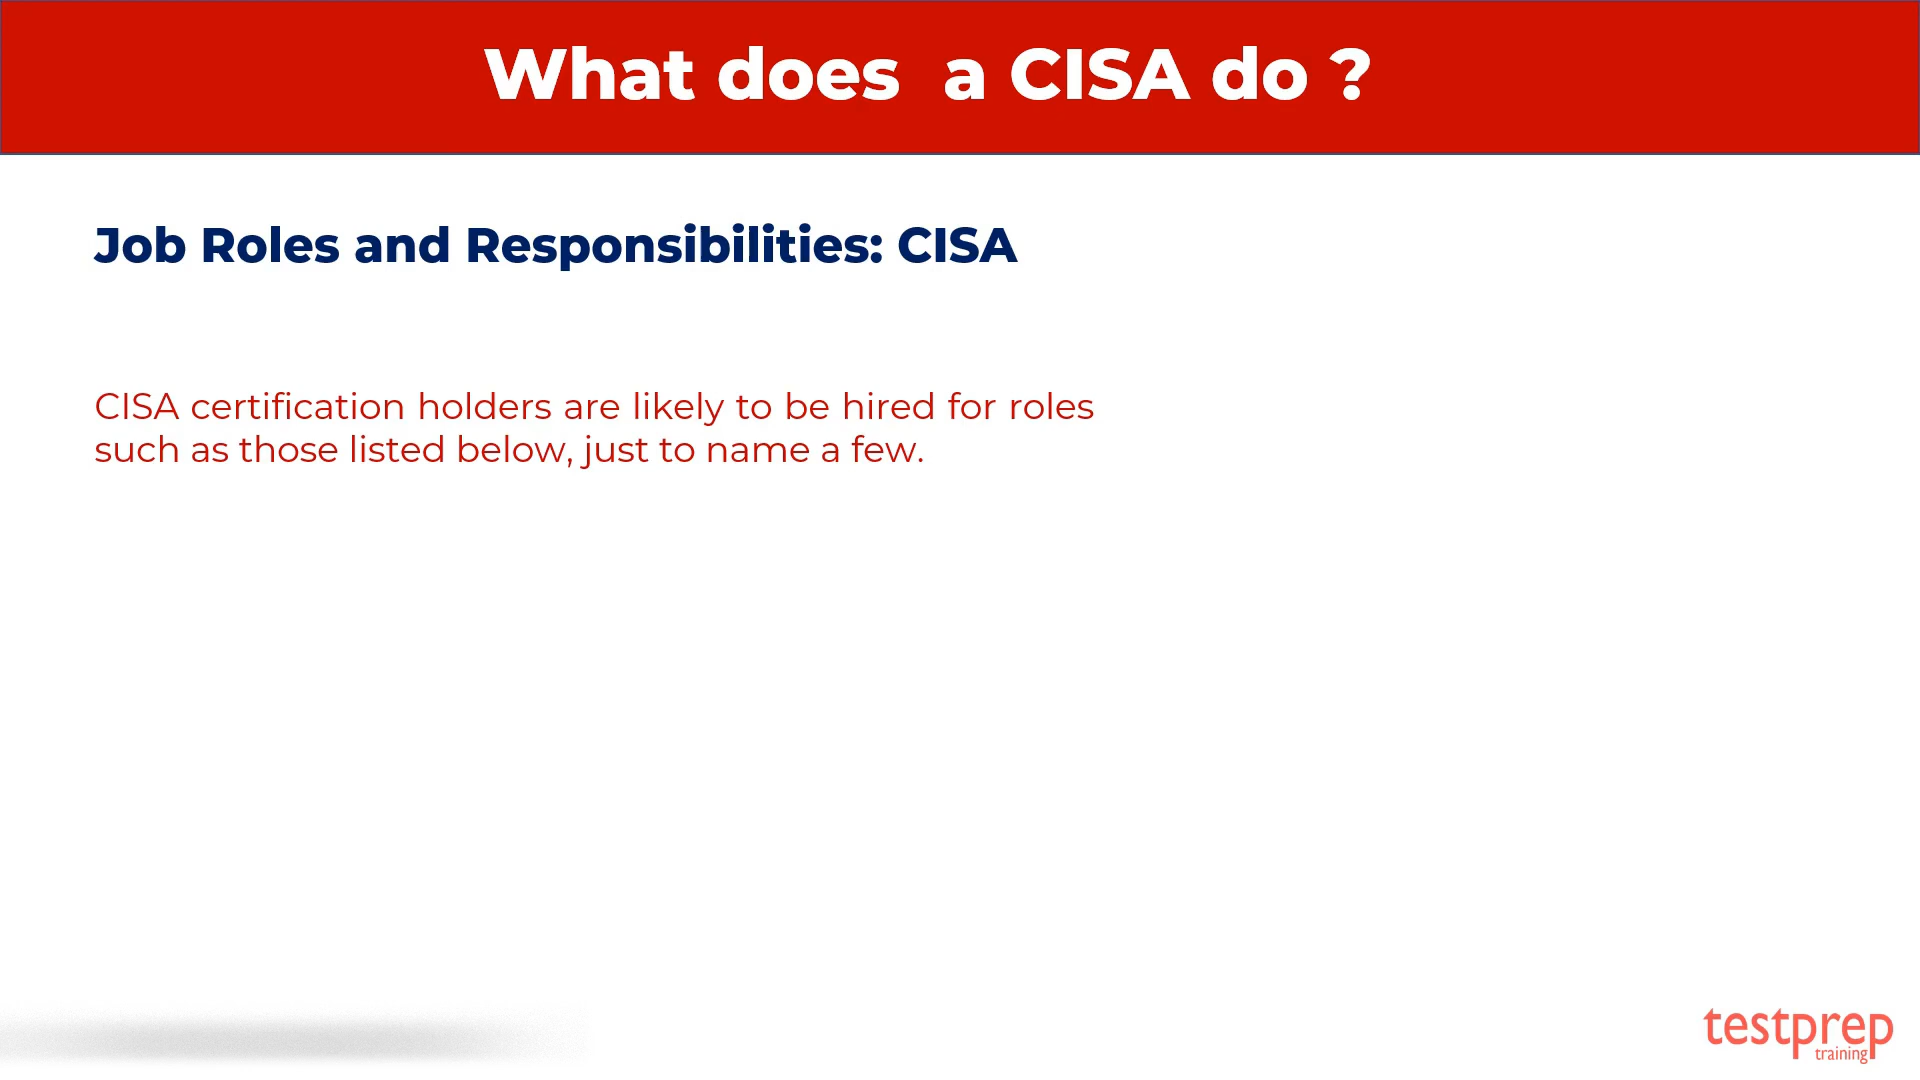 What does  a CISA do ?
Job Roles and Responsibilities: CISA
CISA certification holders are likely to be hired for roles
such as those listed below, just to name a few.
testprep
training